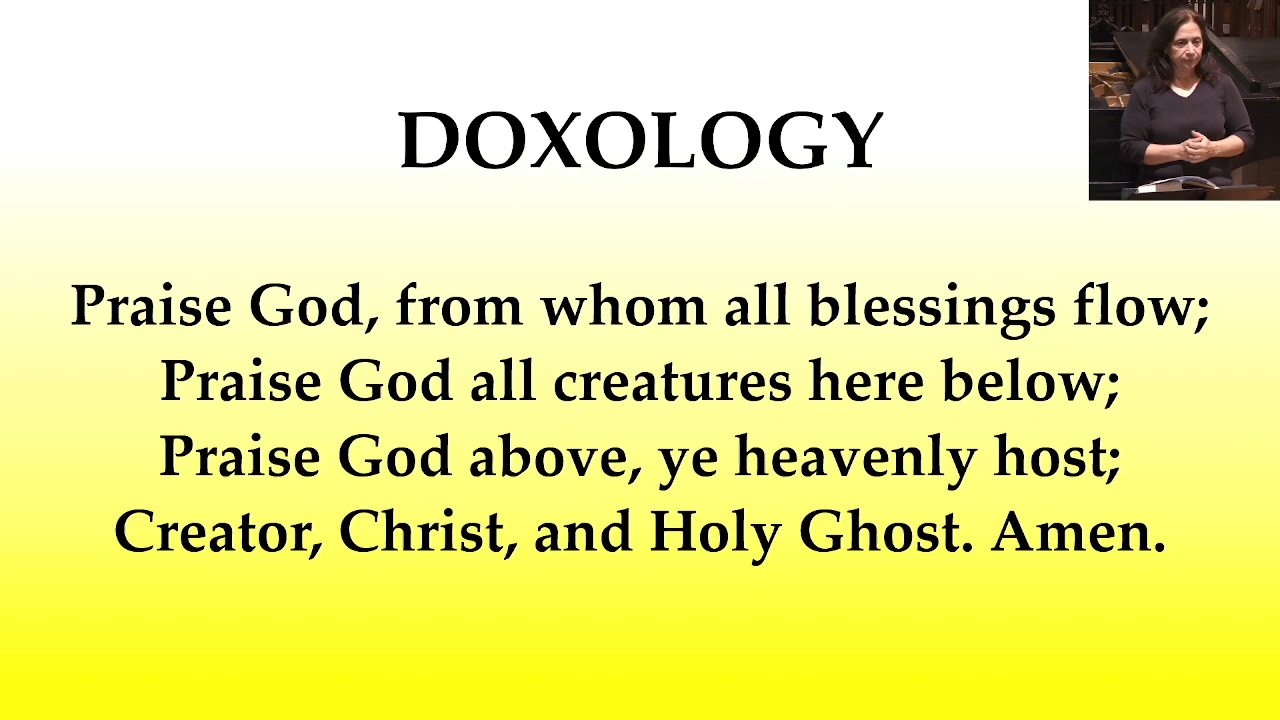 DOXOLOGY
Praise God, from whom all blessings flow;
Praise God all creatures here below;
Praise God above, ye heavenly host;
Creator, Christ, and Holy Ghost. Amen.